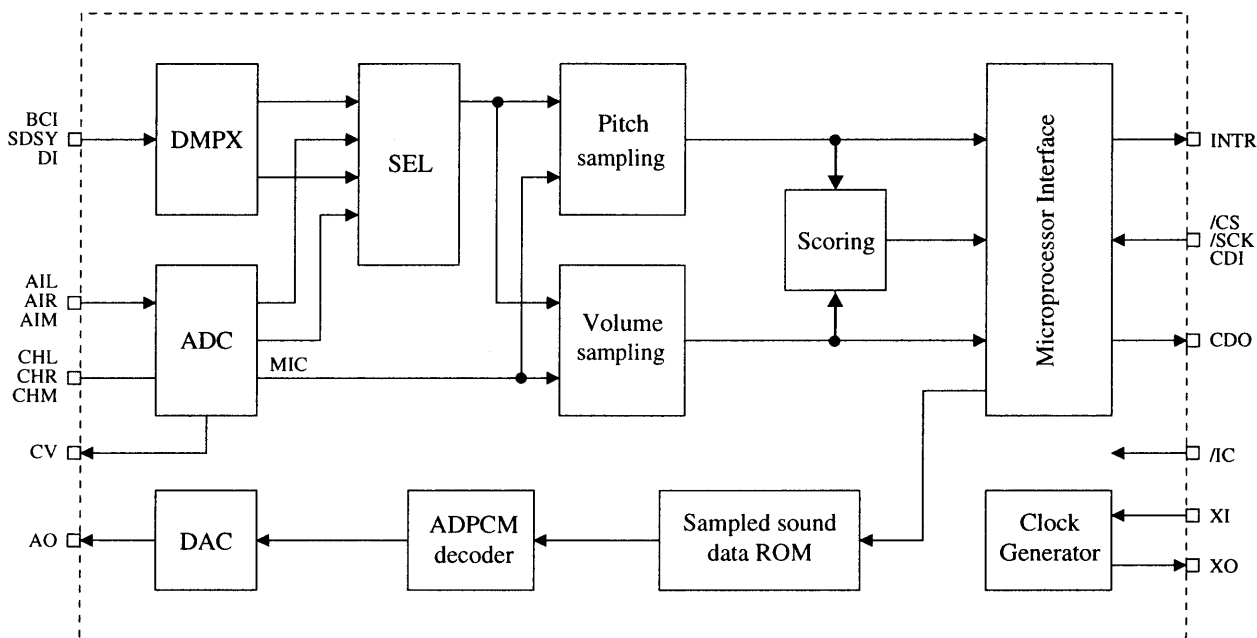 BCI
SDSY
DI
DMPX
SEL
Pitch
sampling
Microprocessor Interface
INTR
Scoring
/CS
/SCK
CDI
AIL
AIR
AIM
ADC
Volume
sampling
CDO
CHL
CHR
CHM
MIC
CV
/IC
AO
DAC
ADPCM
decoder
Sampled sound
data ROM
Clock
Generator
XI
XO